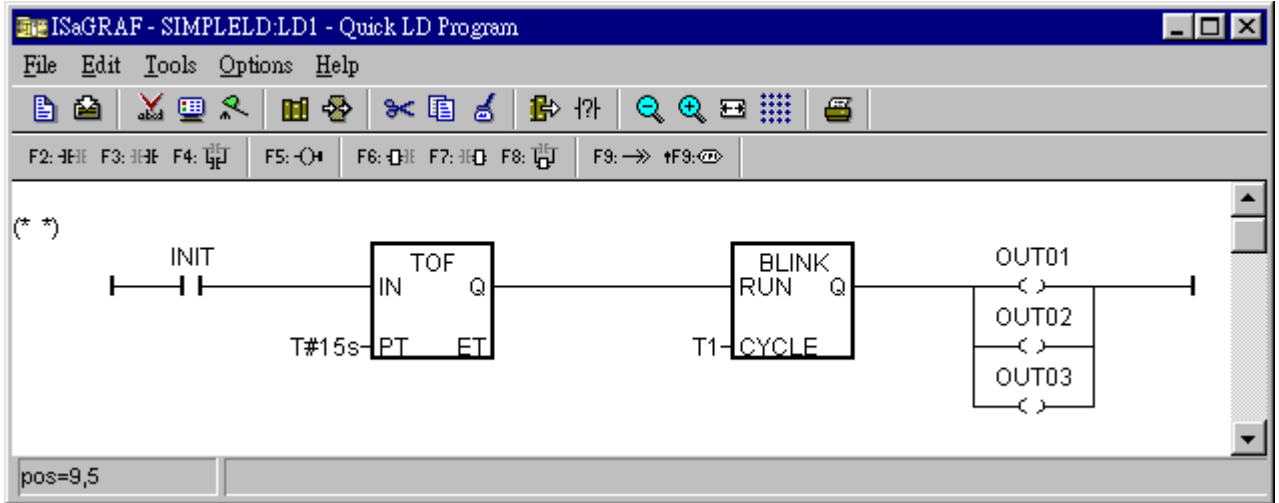 ISaGRAF - SIMPLELD:LD1 - Quick LD Program
File Edit Tools Options Help
F2: F3: F4: F5: F6: F7: F8: F9: F9:
(* *)
INIT TOF BLINK OUT01
IN Q RUN Q
OUT02
T#15s PT ET T1 CYCLE
OUT03
pos=9,5